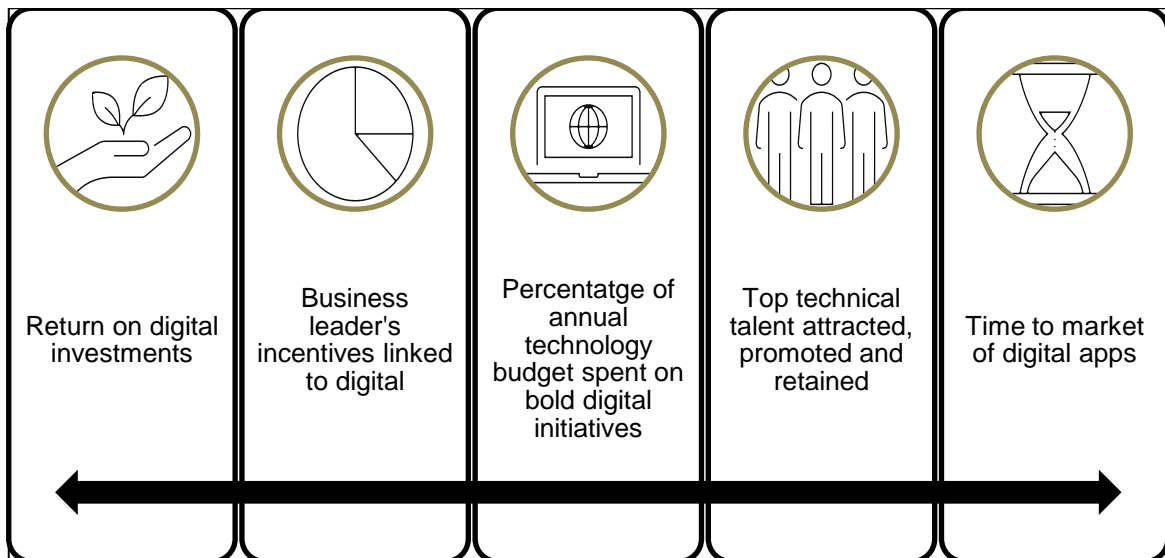 Return on digital
investments
Business
leader's
incentives linked
to digital
Percentatge of
annual
technology
budget spent on
bold digital
initiatives
Top technical
talent attracted,
promoted and
retained
Time to market
of digital apps